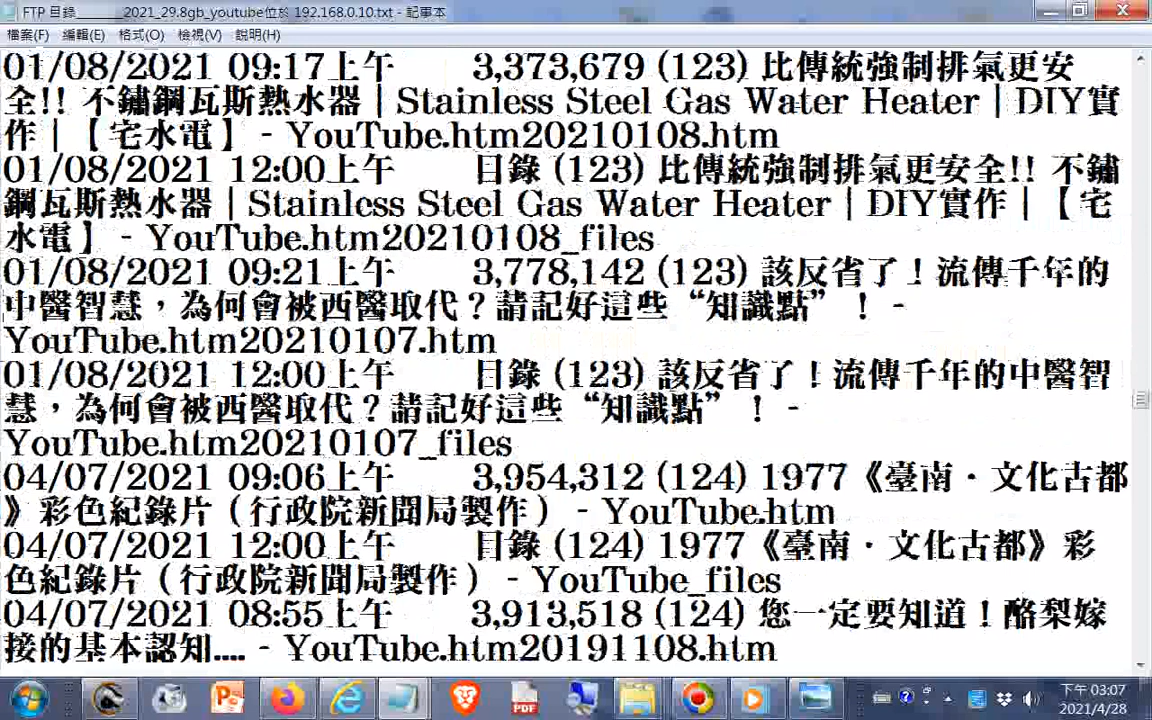 FTP 目錄_______2021_29.8gb_youtube位於 192.168.0.10.txt - 記事本
檔案(F) 編輯(E) 格式(O) 檢視(V) 說明(H)
01/08/2021 09:17上午 3,373,679 (123) 比傳統強制排氣更安
全!! 不鏽鋼瓦斯熱水器|Stainless Steel Gas Water Heater|DIY實
作|【宅水電】 - YouTube.htm20210108.htm
01/08/2021 12:00上午 目錄 (123) 比傳統強制排氣更安全!! 不鏽
鋼瓦斯熱水器|Stainless Steel Gas Water Heater|DIY實作|【宅
水電】 - YouTube.htm20210108_files
01/08/2021 09:21上午 3,778,142 (123) 該反省了!流傳千年的
中醫智慧,為何會被西醫取代?請記好這些“知識點”! -
YouTube.htm20210107.htm
01/08/2021 12:00上午 目錄 (123) 該反省了!流傳千年的中醫智
慧,為何會被西醫取代?請記好這些“知識點”! -
YouTube.htm20210107_files
04/07/2021 09:06上午 3,954,312 (124) 1977《臺南·文化古都
》彩色紀錄片(行政院新聞局製作) - YouTube.htm
04/07/2021 12:00上午 目錄 (124) 1977《臺南·文化古都》彩
色紀錄片(行政院新聞局製作) - YouTube_files
04/07/2021 08:55上午 3,913,518 (124) 您一定要知道!酪梨嫁
接的基本認知.... - YouTube.htm20191108.htm
PDF
下午 03:07
2021/4/28